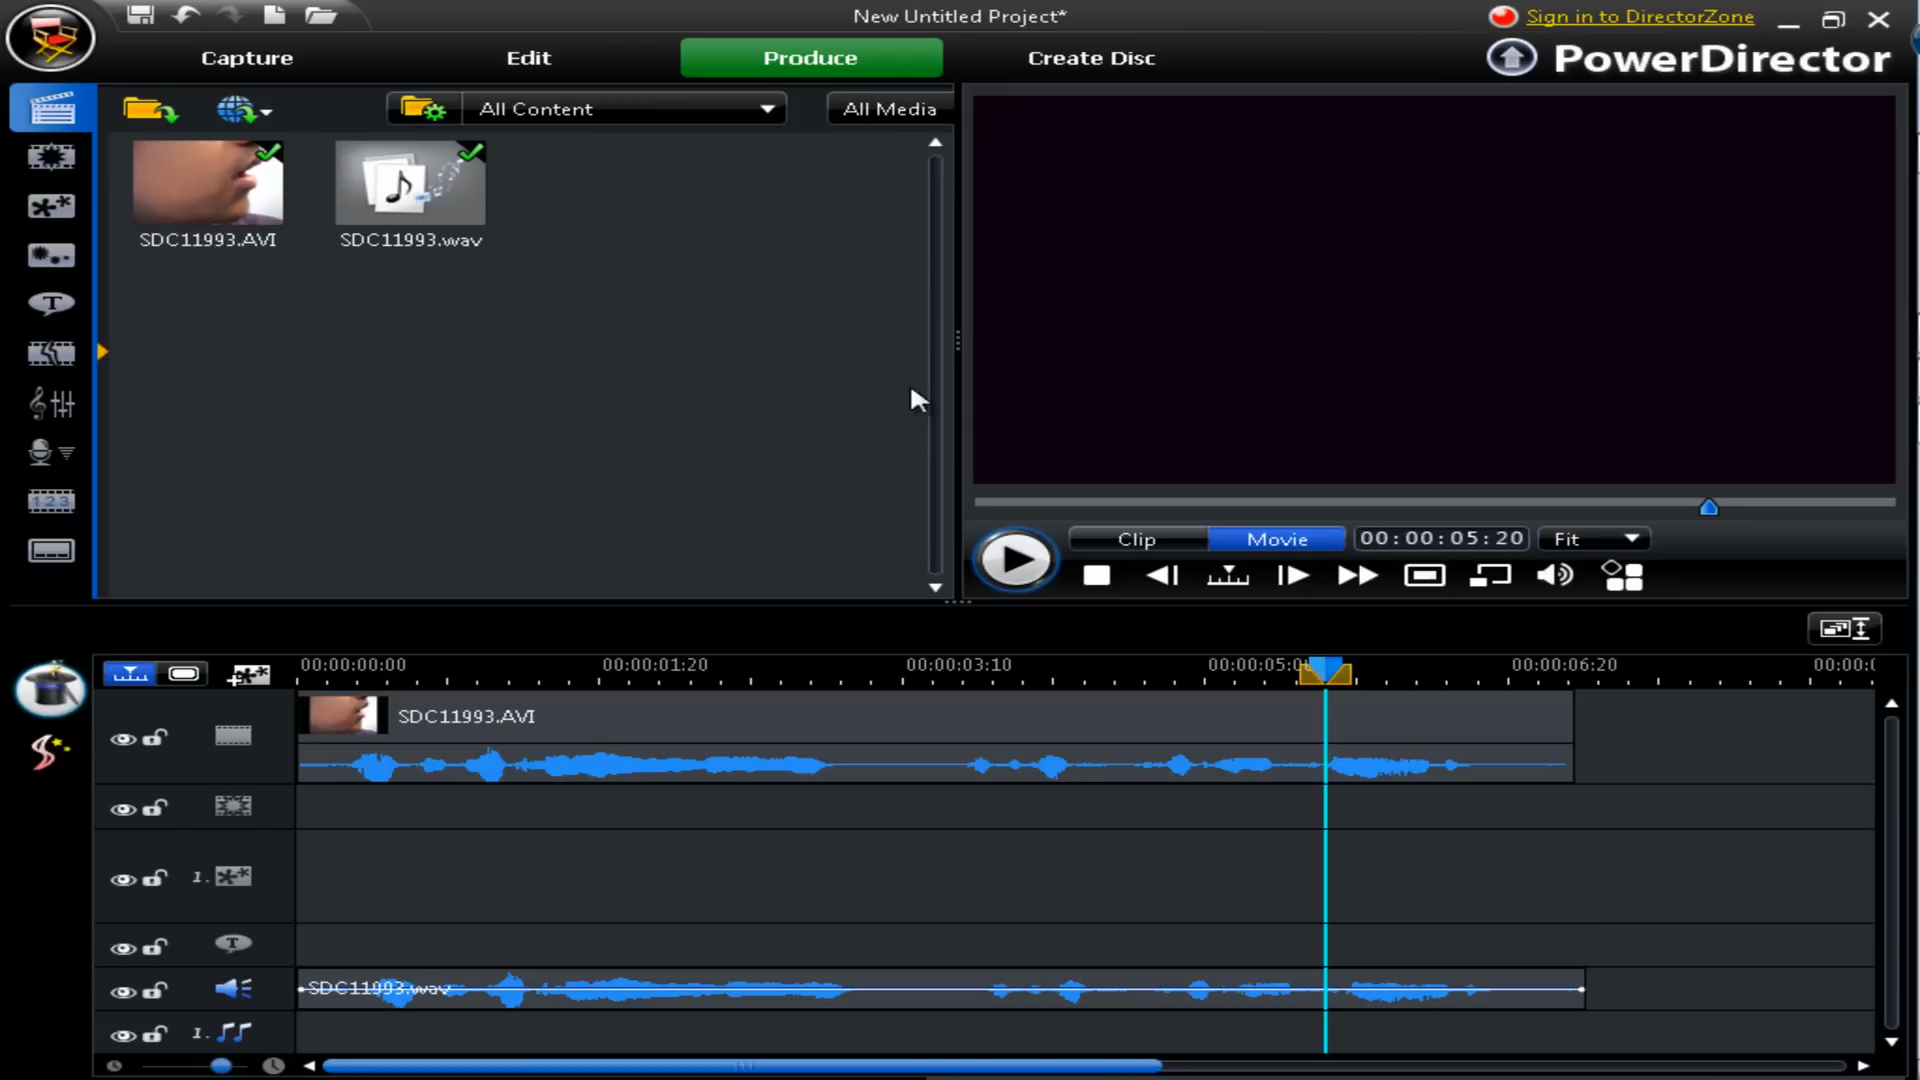 New Untitled Project*
Sign in to DirectorZone
Capture
Edit
Produce
Create Disc
PowerDirector
All Content
All Media
SDC11993.AVI
SDC11993.wav
Clip
Movie
00:00:05:20
Fit
00:00:00:00
00:00:01:20
00:00:03:10
00:00:05:0
00:00:06:20
00:00:0
SDC11993.AVI
1.
T
SDC11993.wav
1.
T
123